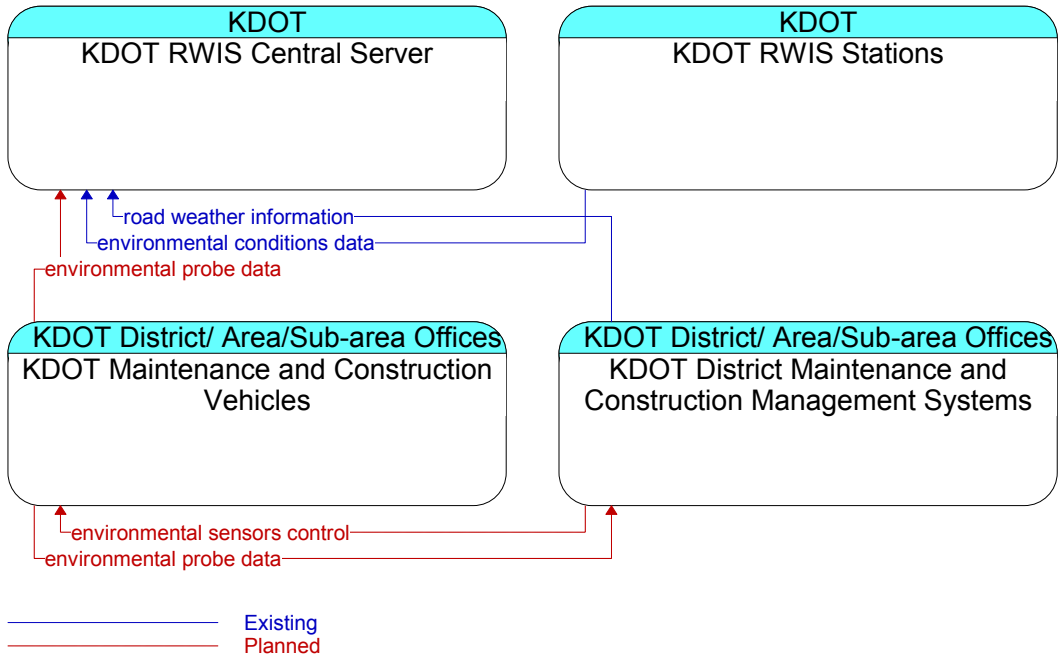 KDOT
KDOT RWIS Central Server
KDOT
KDOT RWIS Stations
road weather information
environmental conditions data
environmental probe data
KDOT District/ Area/Sub-area Offices
KDOT Maintenance and Construction
Vehicles
KDOT District/ Area/Sub-area Offices
KDOT District Maintenance and
Construction Management Systems
environmental sensors control
environmental probe data
Existing
Planned